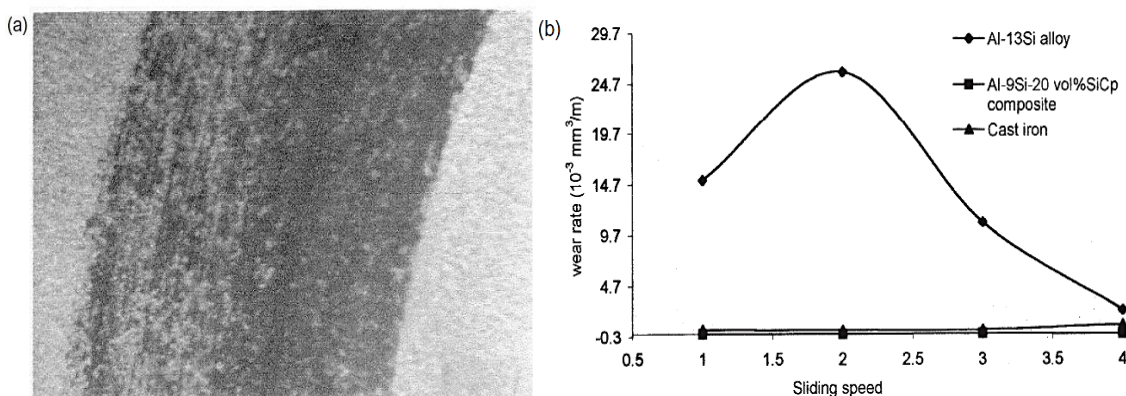 (a)
(b)
29.7
24.7
19.7
14.7
9.7
4.7
-0.3
wear rate (10⁻³ mm³/m)
0.5
1
1.5
2
2.5
3
3.5
4
Sliding speed
Al-13Si alloy
Al-9Si-20 vol%SiCp
composite
Cast iron